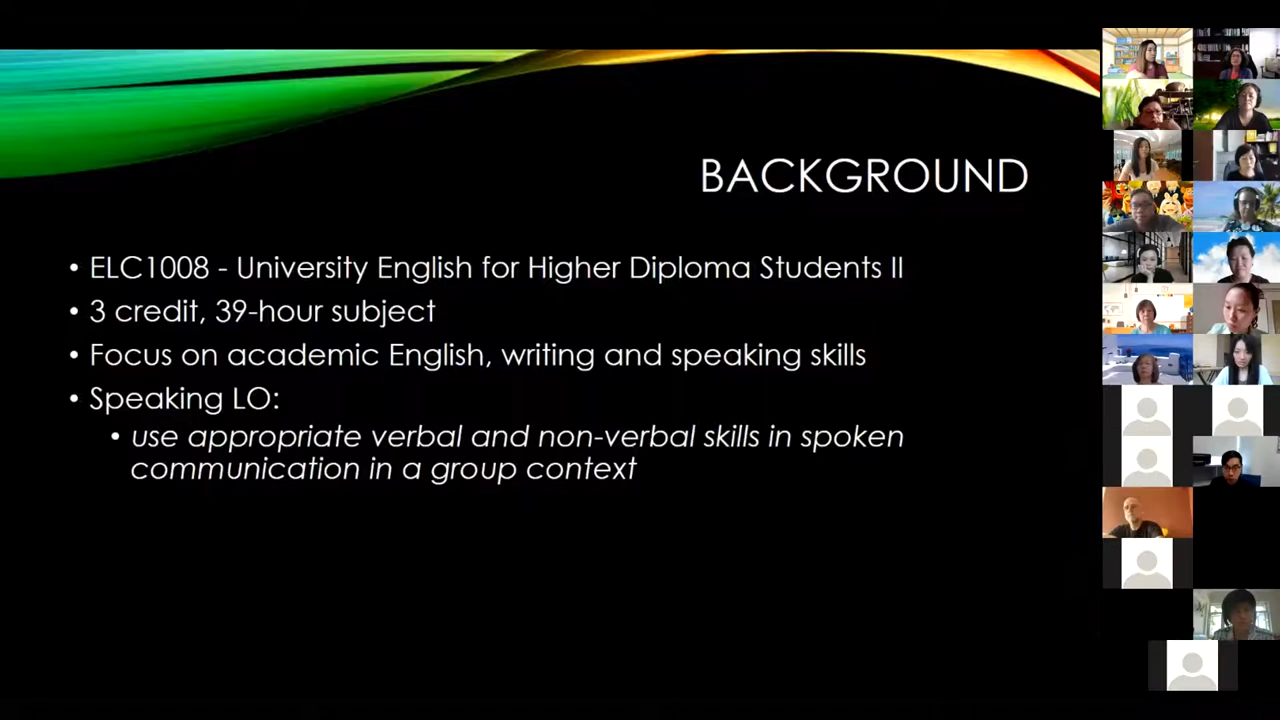 BACKGROUND
• ELC1008 - University English for Higher Diploma Students II
• 3 credit, 39-hour subject
• Focus on academic English, writing and speaking skills
• Speaking LO:
• use appropriate verbal and non-verbal skills in spoken
communication in a group context